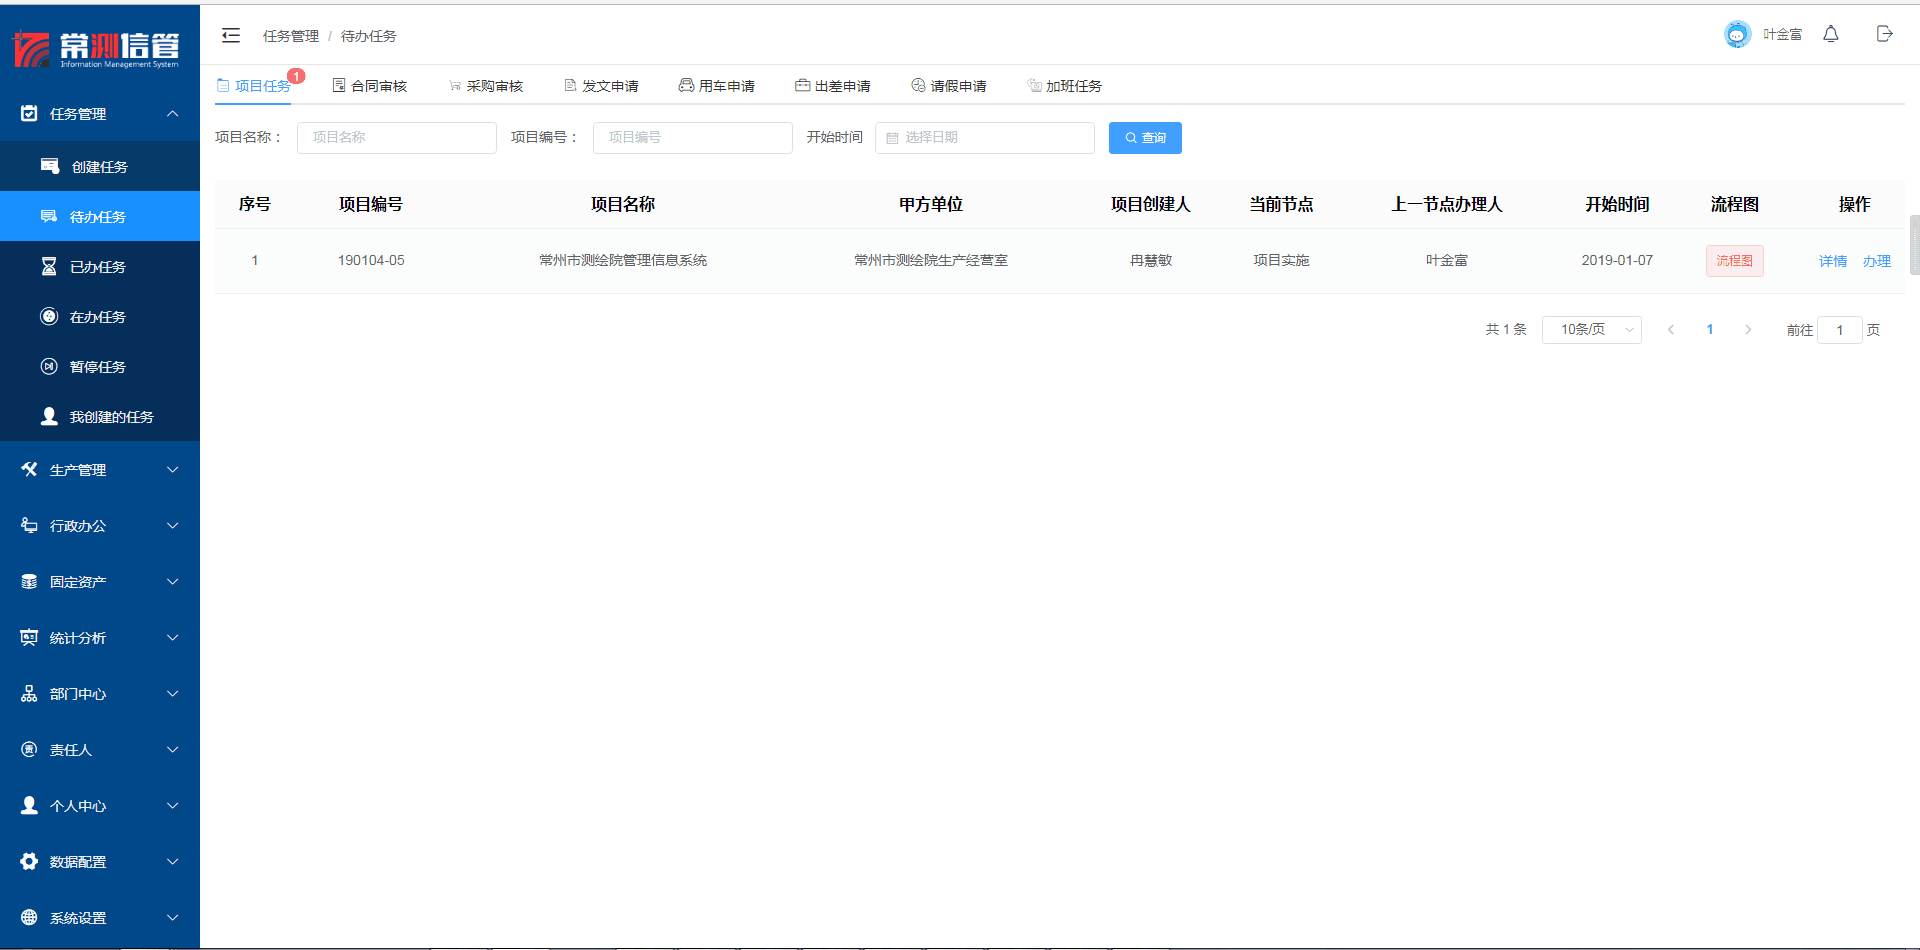 常测信管
Information Management System
任务管理
创建任务
待办任务
已办任务
在办任务
暂停任务
我创建的任务
生产管理
行政办公
固定资产
统计分析
部门中心
责任人
个人中心
数据配置
系统设置
任务管理 / 待办任务
叶金富
项目任务 1 合同审核 采购审核 发文申请 用车申请 出差申请 请假申请 加班任务
项目名称： 项目名称 项目编号： 项目编号 开始时间 选择日期 查询
序号 项目编号 项目名称 甲方单位 项目创建人 当前节点 上一节点办理人 开始时间 流程图 操作
1 190104-05 常州市测绘院管理信息系统 常州市测绘院生产经营室 冉慧敏 项目实施 叶金富 2019-01-07 流程图 详情 办理
共 1 条 10条/页 1 前往 1 页